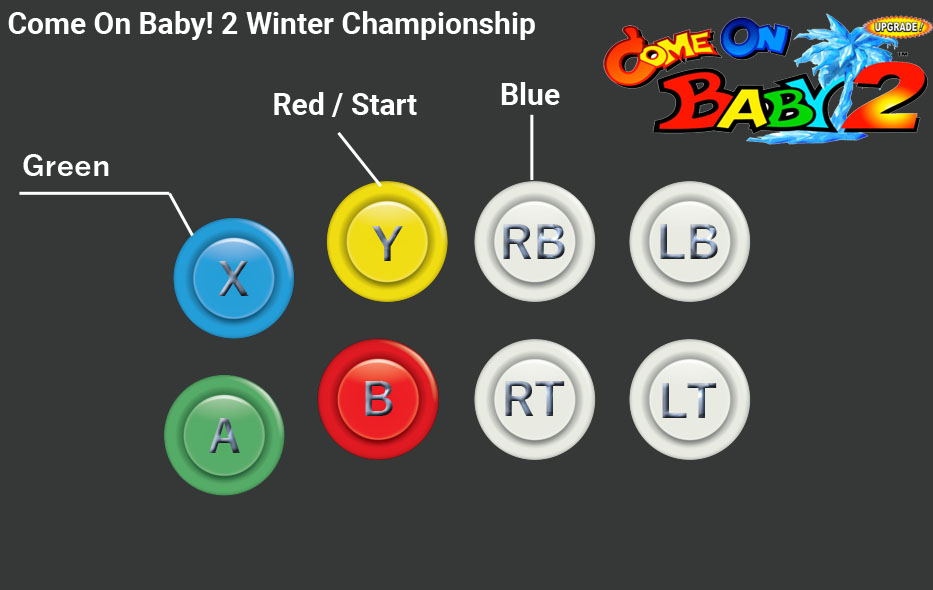 Come On Baby! 2 Winter Championship
COME ON
BABY 2
UPGRADE!
TM
Red / Start
Blue
Green
X
Y
RB
LB
A
B
RT
LT